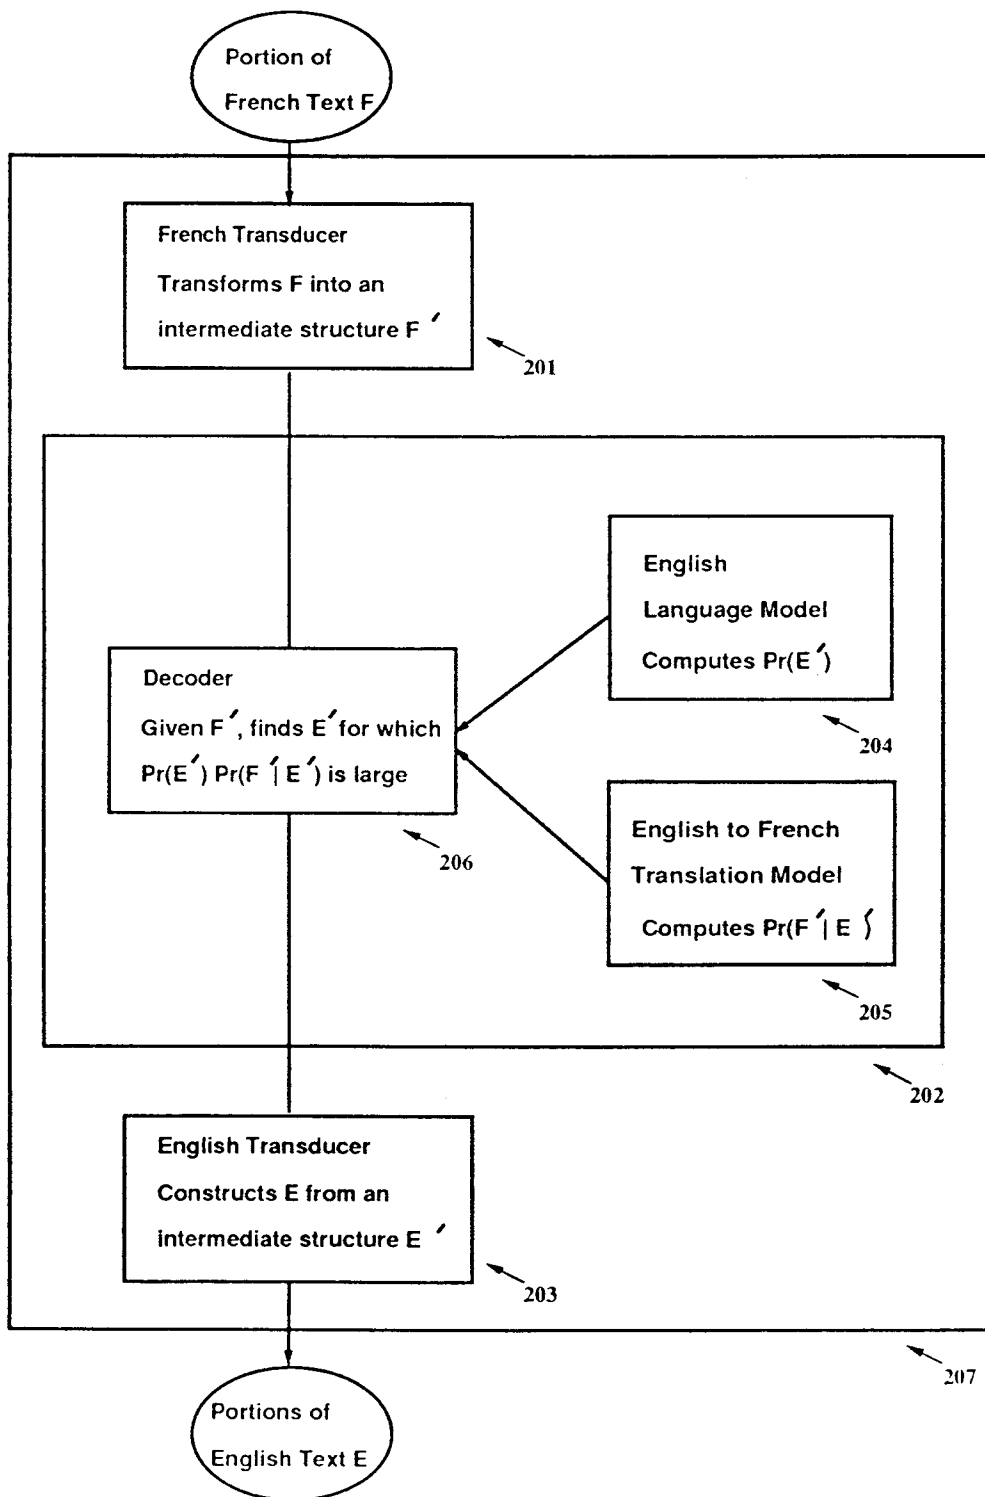 Portion of
French Text F
French Transducer
Transforms F into an
intermediate structure F ′
201
English
Language Model
Computes Pr(E′)
204
Decoder
Given F′, finds E′ for which
Pr(E′) Pr(F′| E′) is large
206
English to French
Translation Model
Computes Pr(F′| E′)
205
202
English Transducer
Constructs E from an
intermediate structure E ′
203
207
Portions of
English Text E